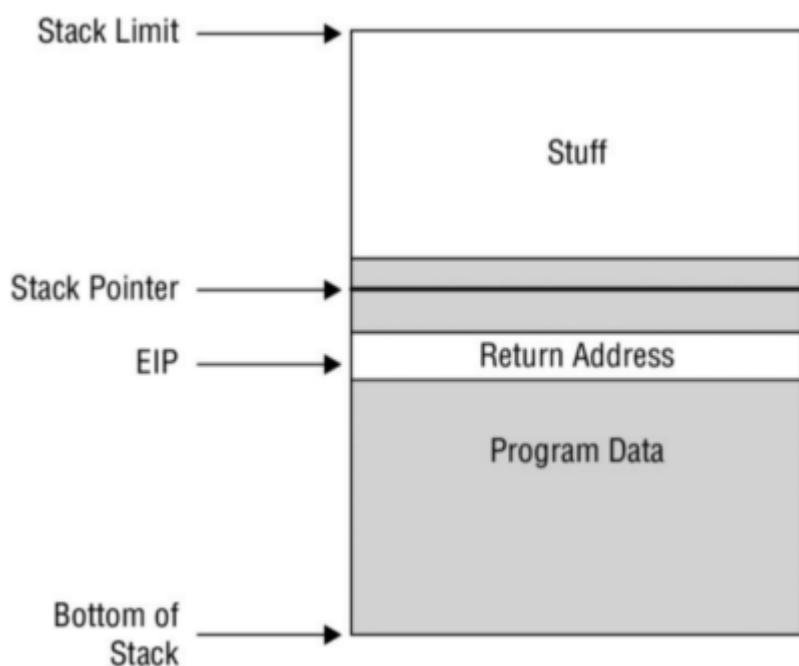 Stack Limit
Stuff
Stack Pointer
EIP
Return Address
Program Data
Bottom of
Stack